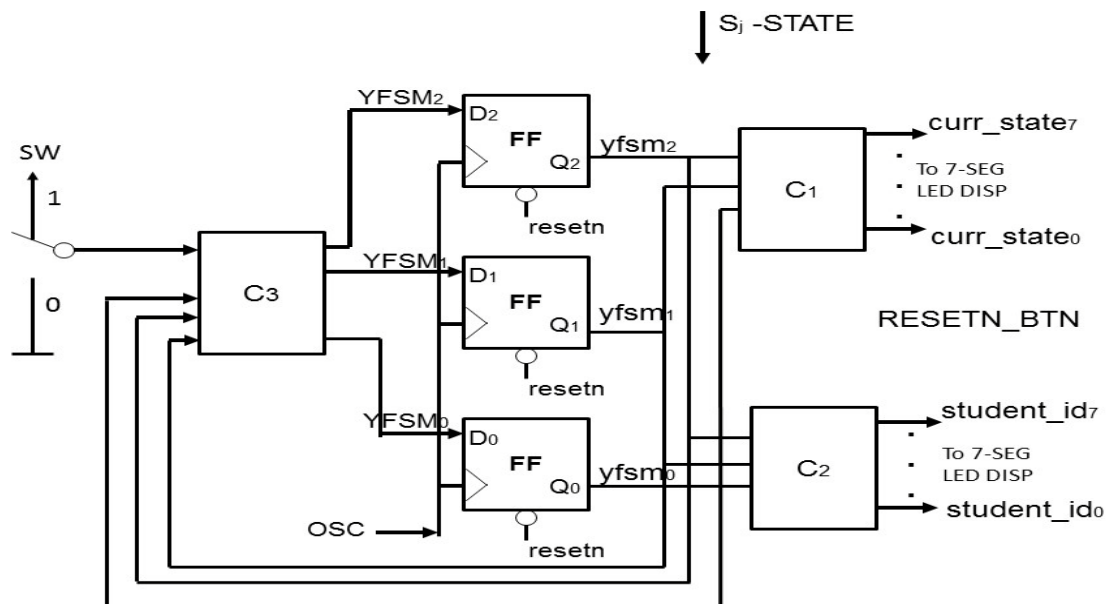 Sj -STATE
YFSM2
D2
FF
Q2
yfsm2
resetn
SW
1
0
C3
C1
curr_state7
To 7-SEG
LED DISP
curr_state0
YFSM1
D1
FF
Q1
yfsm1
resetn
RESETN_BTN
YFSM0
D0
FF
Q0
yfsm0
resetn
OSC
C2
student_id7
To 7-SEG
LED DISP
student_id0